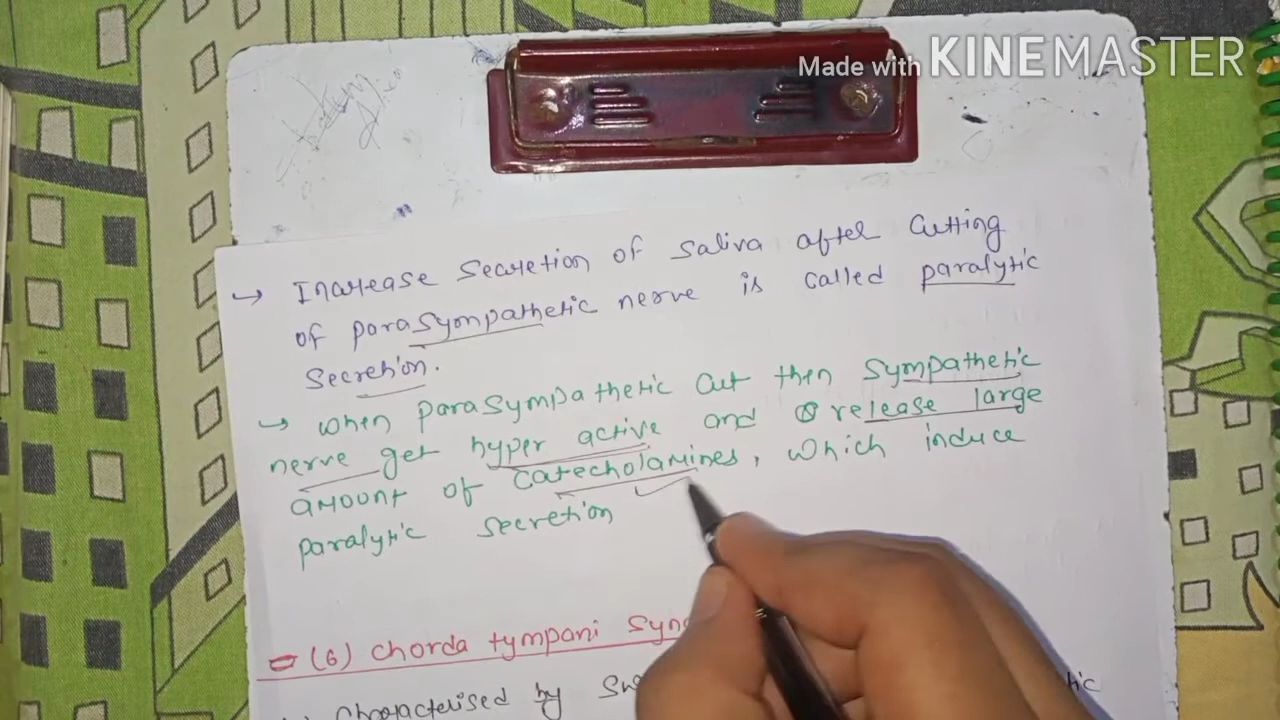 Made with KINEMASTER
→ Increase Secretion of Saliva after Cutting
of parasympathetic nerve is called paralytic
Secretion.
→ When parasympathetic Cut then Sympathetic
nerve get hyper active and release large
amount of catecholamines, which induce
paralytic secretion
(6) Chorda tympani
Characterised by